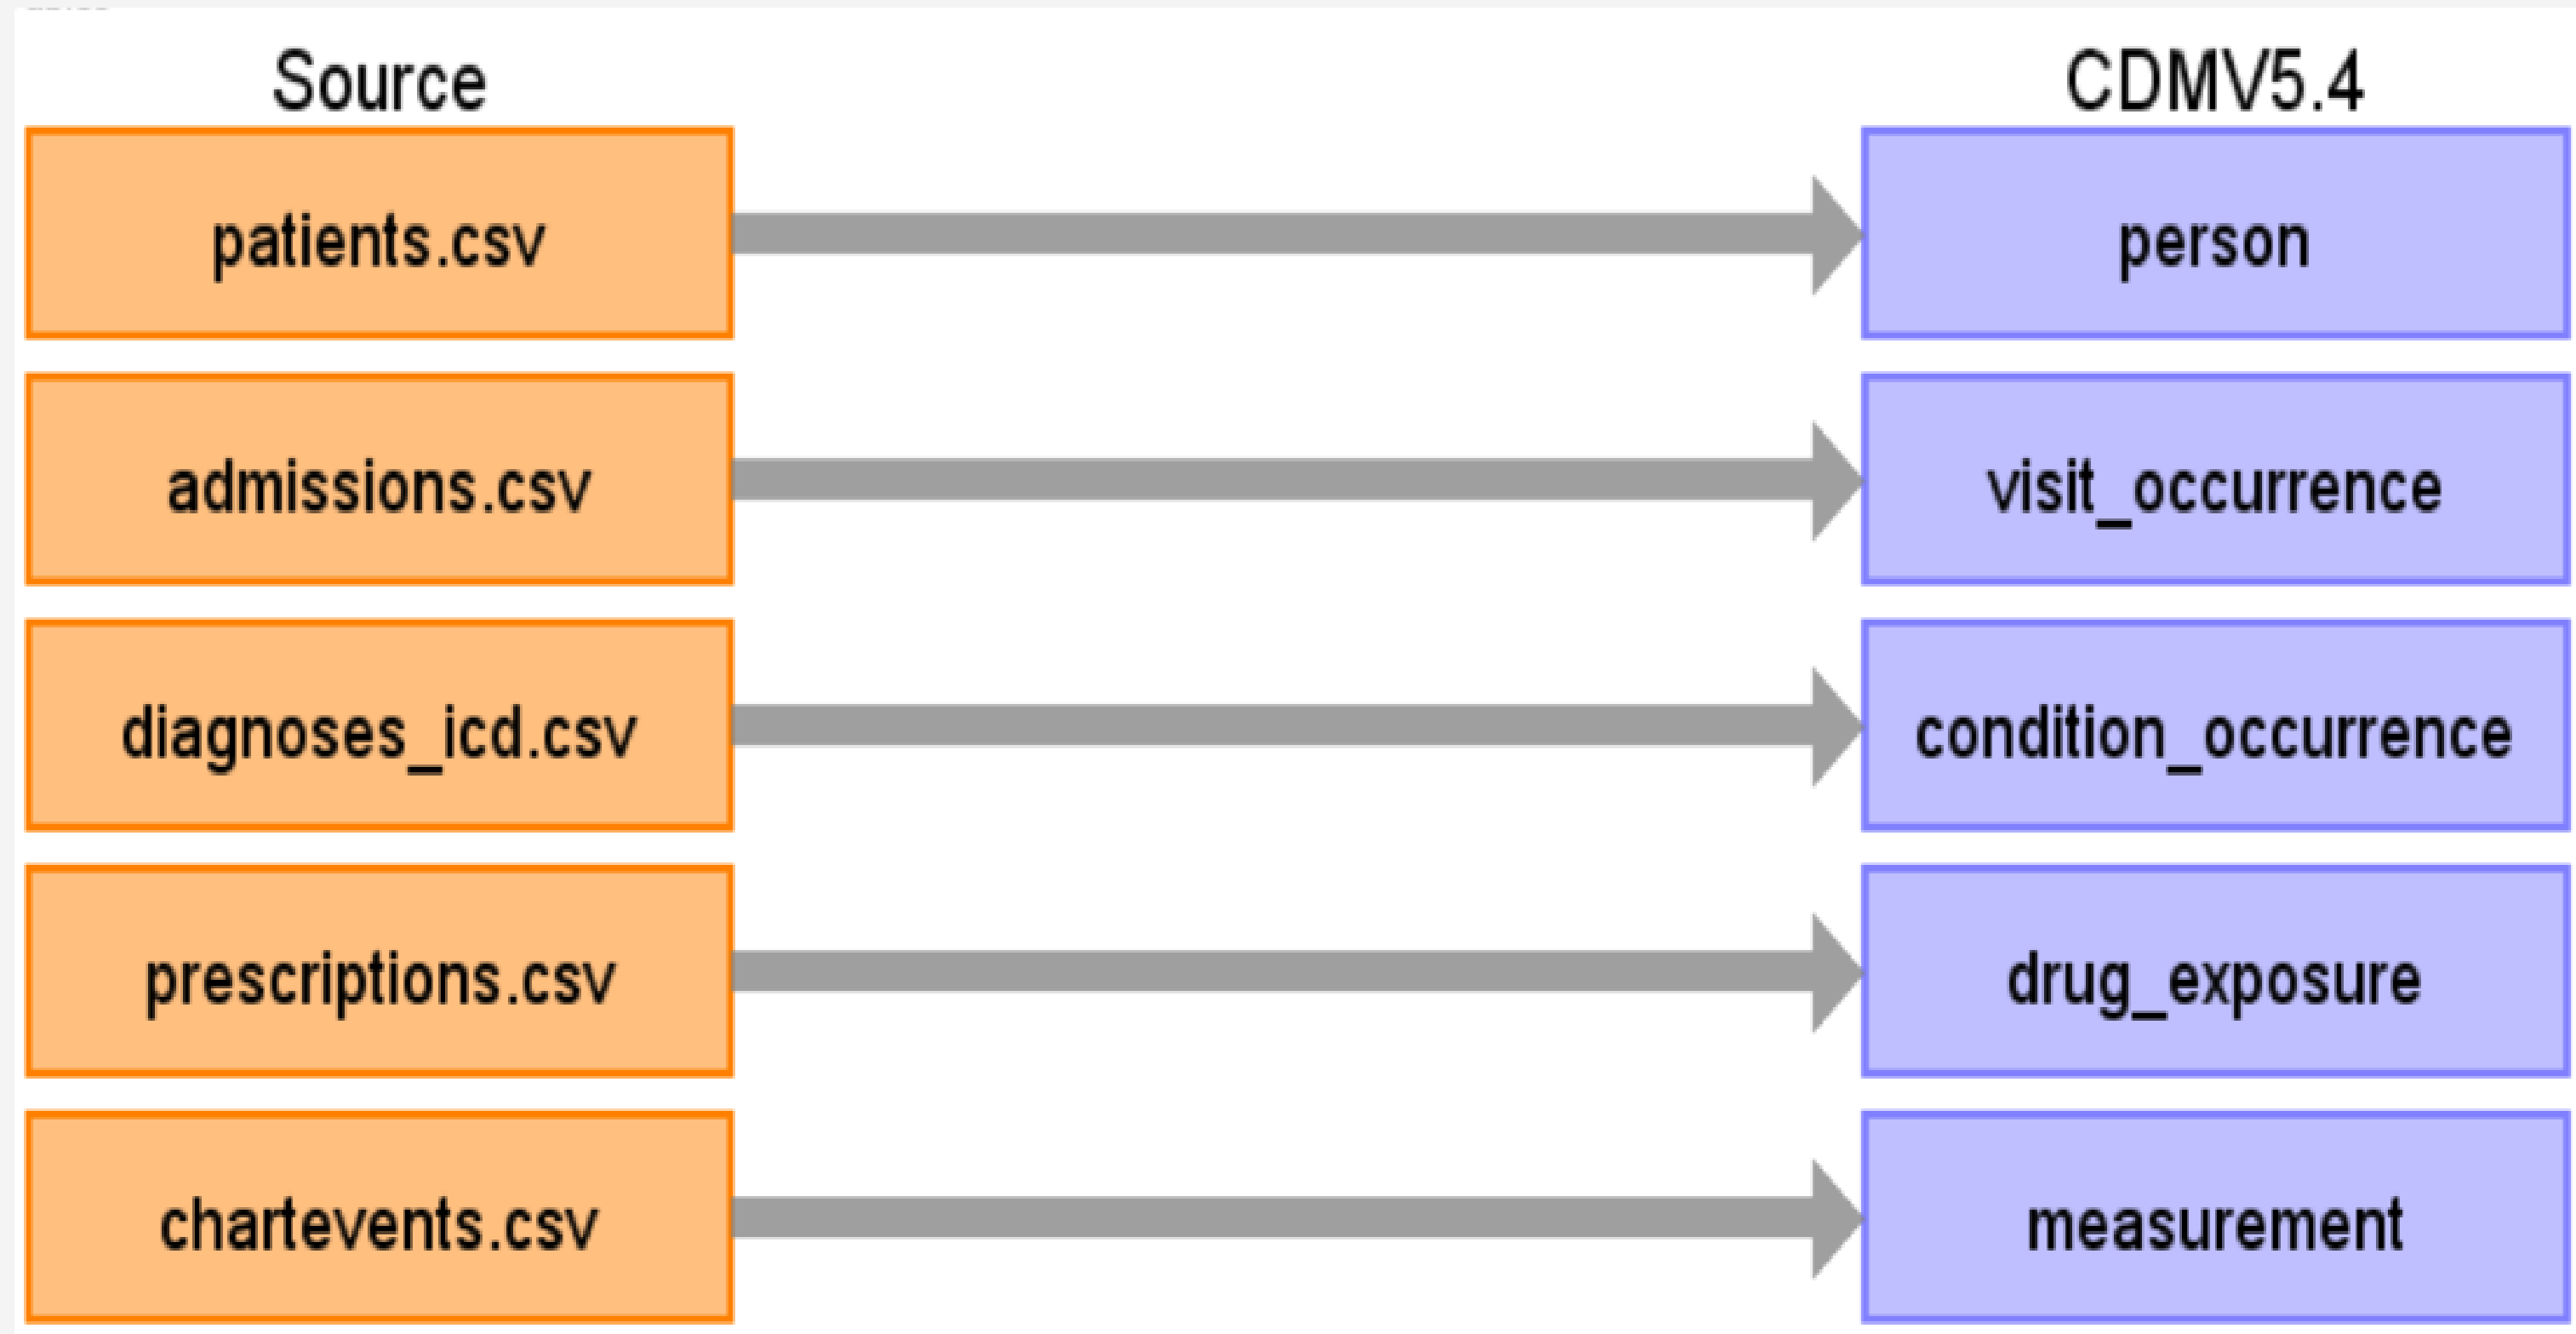 Source CDMV5.4
patients.csv person
admissions.csv visit_occurrence
diagnoses_icd.csv condition_occurrence
prescriptions.csv drug_exposure
chartevents.csv measurement